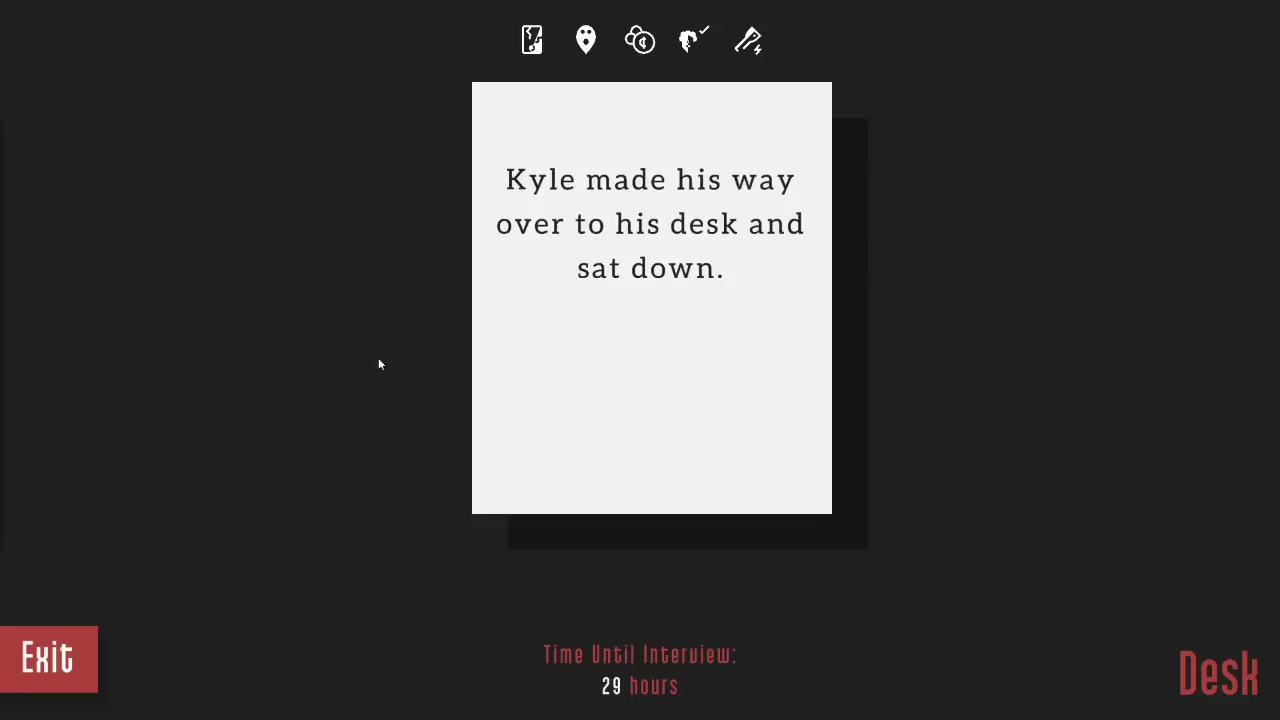 Kyle made his way
over to his desk and
sat down.
Exit
Time Until Interview:
29 hours
Desk